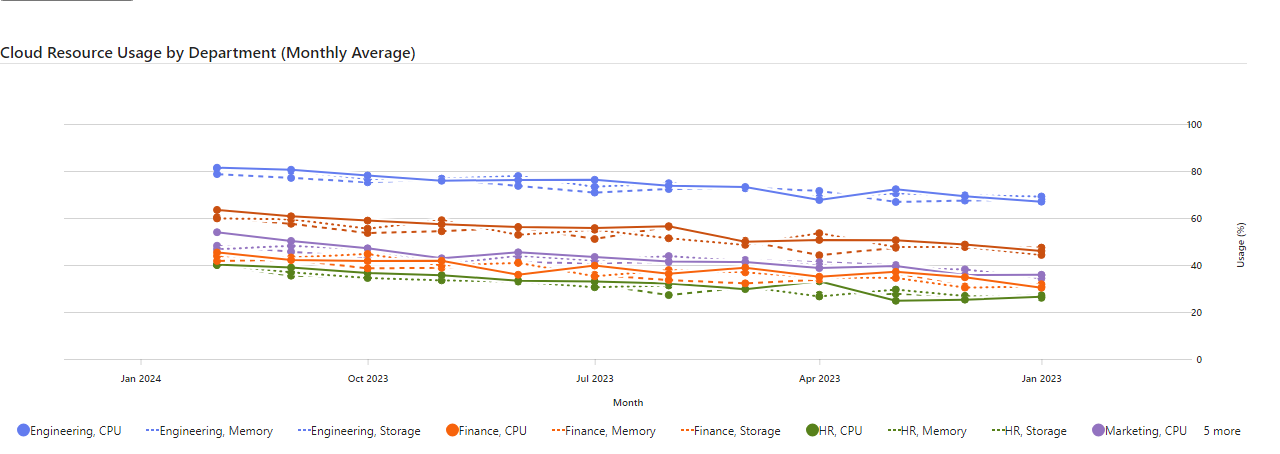 Cloud Resource Usage by Department (Monthly Average)
100
80
60
40
20
0
Usage (%)
Jan 2024 Oct 2023 Jul 2023 Apr 2023 Jan 2023
Month
Engineering, CPU Engineering, Memory Engineering, Storage Finance, CPU Finance, Memory Finance, Storage HR, CPU HR, Memory HR, Storage Marketing, CPU 5 more